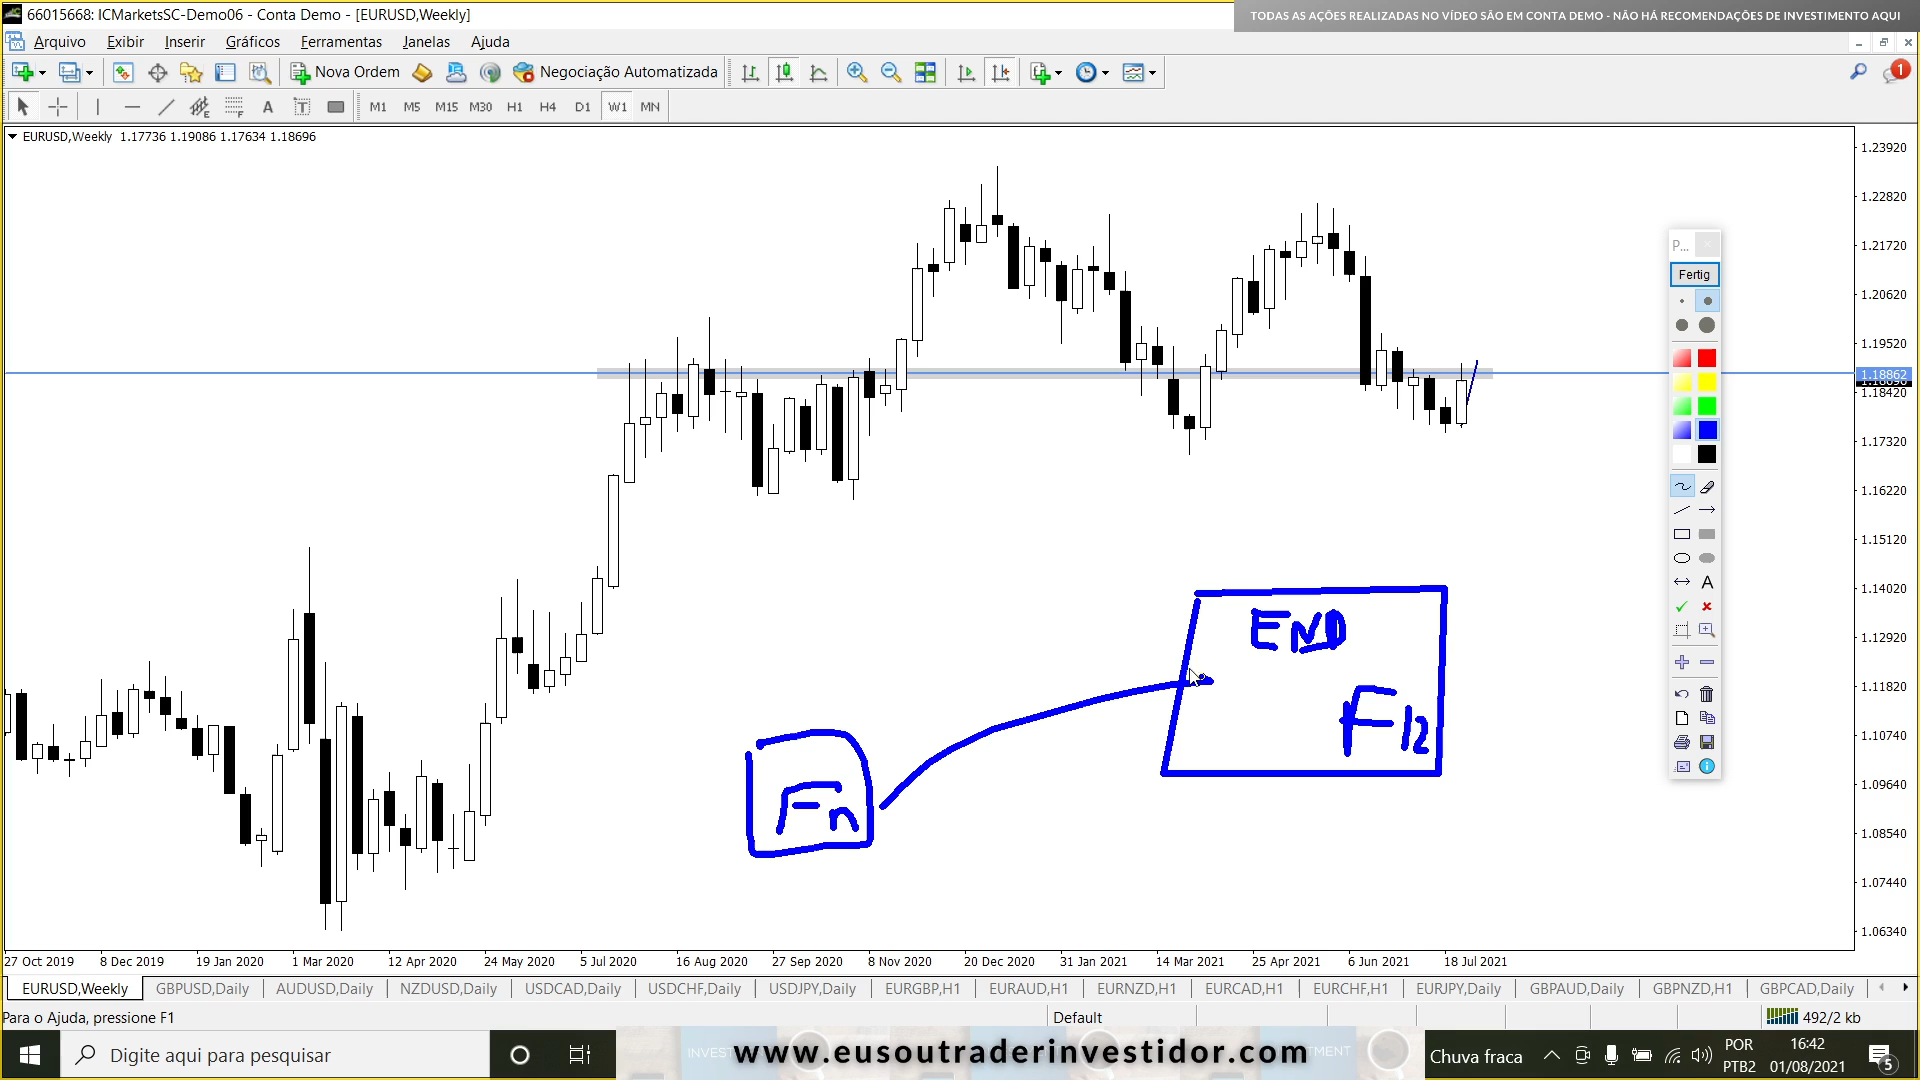 66015668: ICMarketsSC-Demo06 - Conta Demo - [EURUSD,Weekly]
TODAS AS AÇÕES REALIZADAS NO VÍDEO SÃO EM CONTA DEMO - NÃO HÁ RECOMENDAÇÕES DE INVESTIMENTO AQUI
Arquivo Exibir Inserir Gráficos Ferramentas Janelas Ajuda
Nova Ordem Negociação Automatizada 1
A T E F M1 M5 M15 M30 H1 H4 D1 W1 MN
EURUSD,Weekly 1.17736 1.19086 1.17634 1.18696
1.23920
1.22820
1.21720
1.20620
1.19520
1.18862
1.18420
1.17320
1.16220
1.15120
1.14020
1.12920
1.11820
1.10740
1.09640
1.08540
1.07440
1.06340
P...
Fertig
A
END
F12
Fn
27 Oct 2019 8 Dec 2019 19 Jan 2020 1 Mar 2020 12 Apr 2020 24 May 2020 5 Jul 2020 16 Aug 2020 27 Sep 2020 8 Nov 2020 20 Dec 2020 31 Jan 2021 14 Mar 2021 25 Apr 2021 6 Jun 2021 18 Jul 2021
EURUSD,Weekly GBPUSD,Daily AUDUSD,Daily NZDUSD,Daily USDCAD,Daily USDCHF,Daily USDJPY,Daily EURGBP,H1 EURAUD,H1 EURNZD,H1 EURCAD,H1 EURCHF,H1 EURJPY,Daily GBPAUD,Daily GBPNZD,H1 GBPCAD,Daily
Para o Ajuda, pressione F1 Default 492/2 kb
Digite aqui para pesquisar
www.eusoutraderinvestidor.com
Chuva fraca
POR
PTB2
16:42
01/08/2021
5